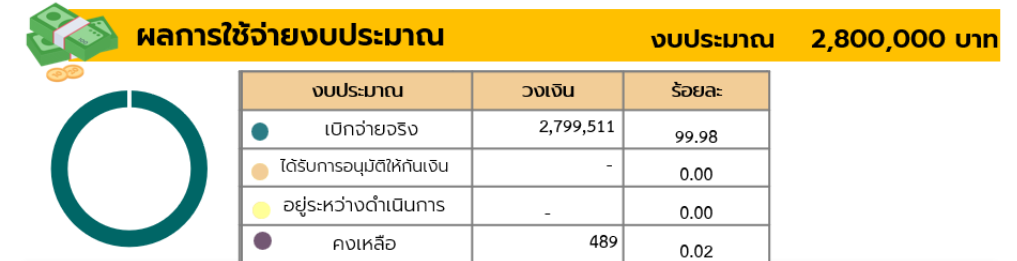 ผลการใช้จ่ายงบประมาณ งบประมาณ 2,800,000 บาท
งบประมาณ วงเงิน ร้อยละ
เบิกจ่ายจริง 2,799,511 99.98
ได้รับการอนุมัติให้กันเงิน - 0.00
อยู่ระหว่างดำเนินการ - 0.00
คงเหลือ 489 0.02